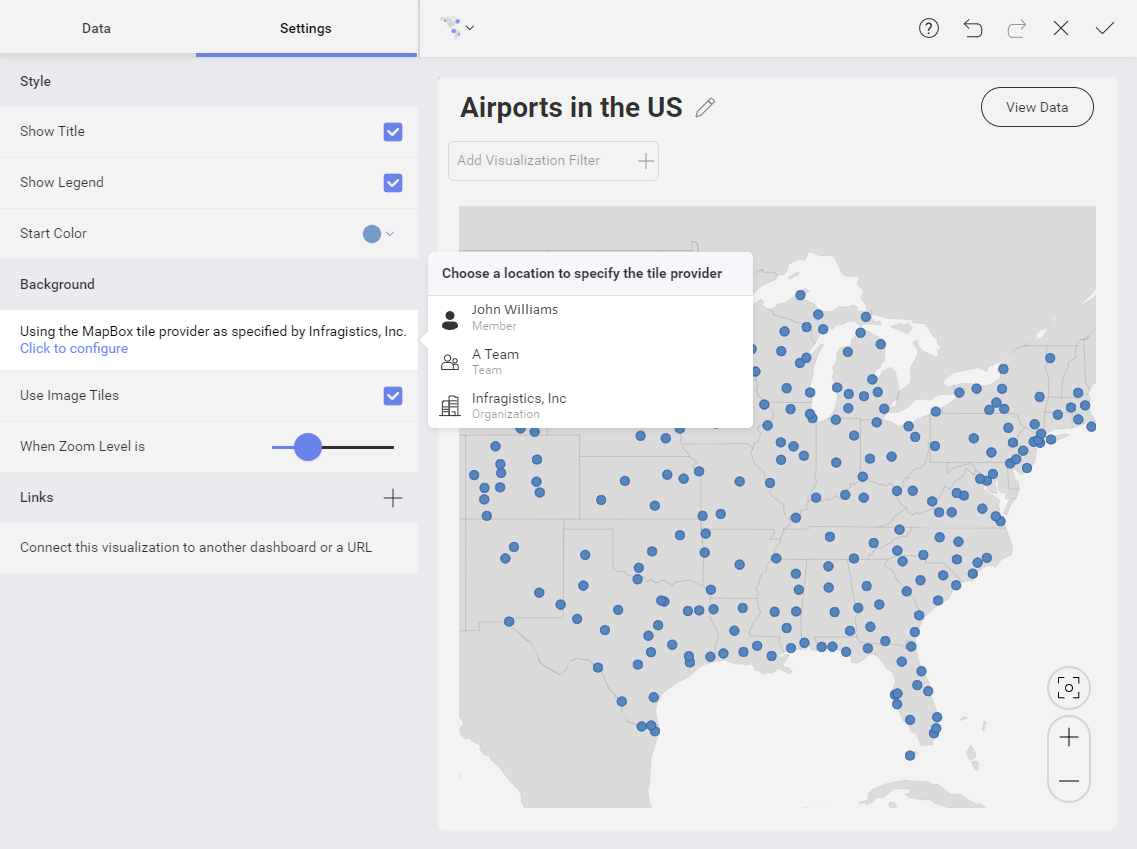 Data
Settings
Style
Show Title
Show Legend
Start Color
Background
Using the MapBox tile provider as specified by Infragistics, Inc.
Click to configure
Use Image Tiles
When Zoom Level is
Links
Connect this visualization to another dashboard or a URL
Airports in the US
View Data
Add Visualization Filter
Choose a location to specify the tile provider
John Williams
Member
A Team
Team
Infragistics, Inc
Organization